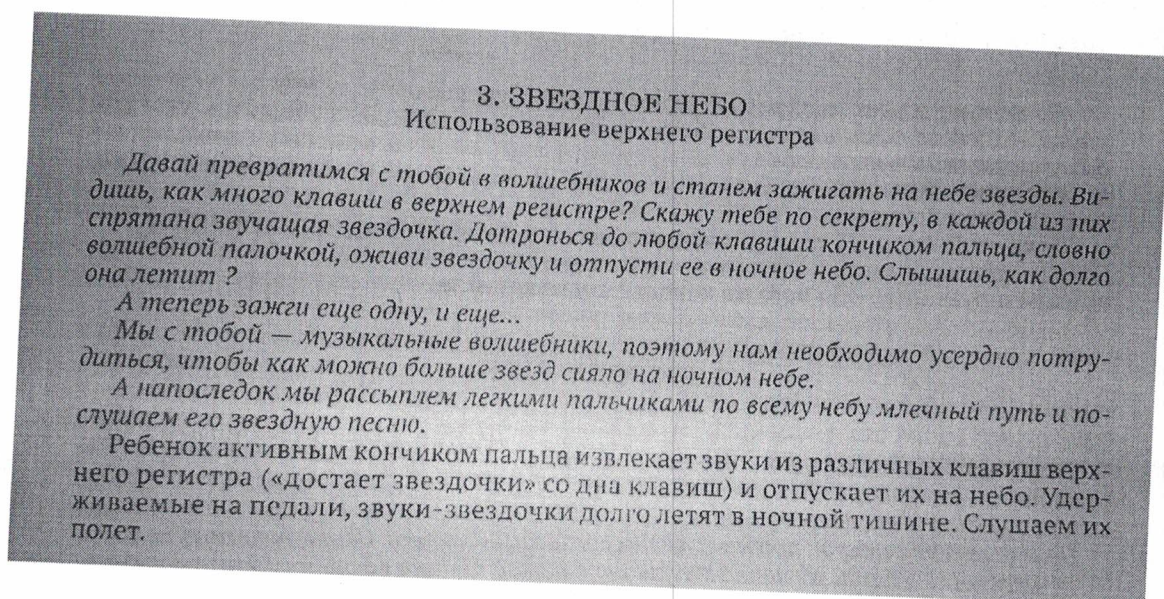 3. ЗВЕЗДНОЕ НЕБО
Использование верхнего регистра
Давай превратимся с тобой в волшебников и станем зажигать на небе звезды. Ви-
дишь, как много клавиш в верхнем регистре? Скажу тебе по секрету, в каждой из них
спрятана звучащая звездочка. Дотронься до любой клавиши кончиком пальца, словно
волшебной палочкой, оживи звездочку и отпусти ее в ночное небо. Слышишь, как долго
она летит ?
А теперь зажги еще одну, и еще...
Мы с тобой — музыкальные волшебники, поэтому нам необходимо усердно потру-
диться, чтобы как можно больше звезд сияло на ночном небе.
А напоследок мы рассыплем легкими пальчиками по всему небу млечный путь и по-
слушаем его звездную песню.
Ребенок активным кончиком пальца извлекает звуки из различных клавиш верх-
него регистра («достает звездочки» со дна клавиш) и отпускает их на небо. Удер-
живаемые на педали, звуки-звездочки долго летят в ночной тишине. Слушаем их
полет.